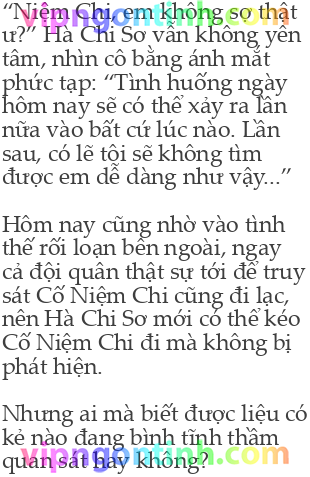 “Niệm Chi, em không sợ thật
ư?” Hà Chi Sơ vẫn không yên
tâm, nhìn cô bằng ánh mắt
phức tạp: “Tình huống ngày
hôm nay sẽ có thể xảy ra lần
nữa vào bất cứ lúc nào. Lần
sau, có lẽ tôi sẽ không tìm
được em dễ dàng như vậy...”
Hôm nay cũng nhờ vào tình
thế rối loạn bên ngoài, ngay
cả đội quân thật sự tới để truy
sát Cố Niệm Chi cũng đi lạc,
nên Hà Chi Sơ mới có thể kéo
Cố Niệm Chi đi mà không bị
phát hiện.
Nhưng ai mà biết được liệu có
kẻ nào đang bình tĩnh thầm
quan sát hay không?
vipngontinh.com
vipngontinh.com